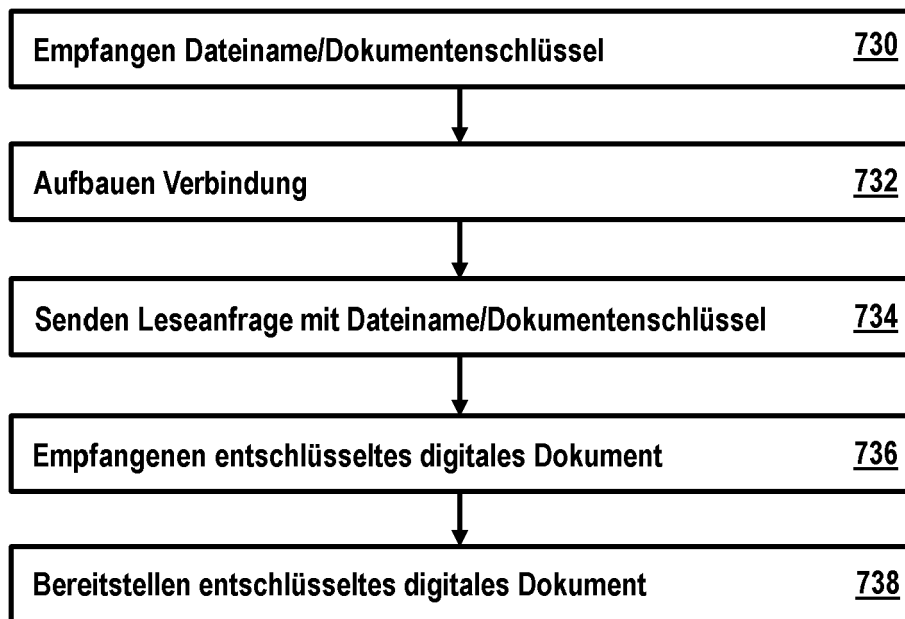 Empfangen Dateiname/Dokumentenschlüssel 730
Aufbauen Verbindung 732
Senden Leseanfrage mit Dateiname/Dokumentenschlüssel 734
Empfangenen entschlüsseltes digitales Dokument 736
Bereitstellen entschlüsseltes digitales Dokument 738